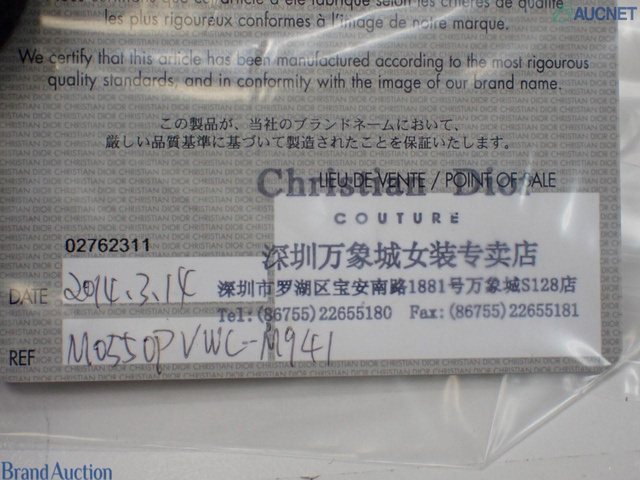 les plus rigoureux conformes à l'image de notre marque.
AUCNET
We certify that this article has been manufactured according to the most rigourous
quality standards, and in conformity with the image of our brand name.
この製品が、当社のブランドネームにおいて、
厳しい品質基準に基づいて製造されたことを保証いたします。
LIEU DE VENTE / POINT OF SALE
Christian Dior
COUTURE
02762311
深圳万象城女装专卖店
DATE 2014.3.14
深圳市罗湖区宝安南路1881号万象城S128店
Tel:(86755)22655180 Fax:(86755)22655181
REF M0550PVWC-M941
Brand Auction